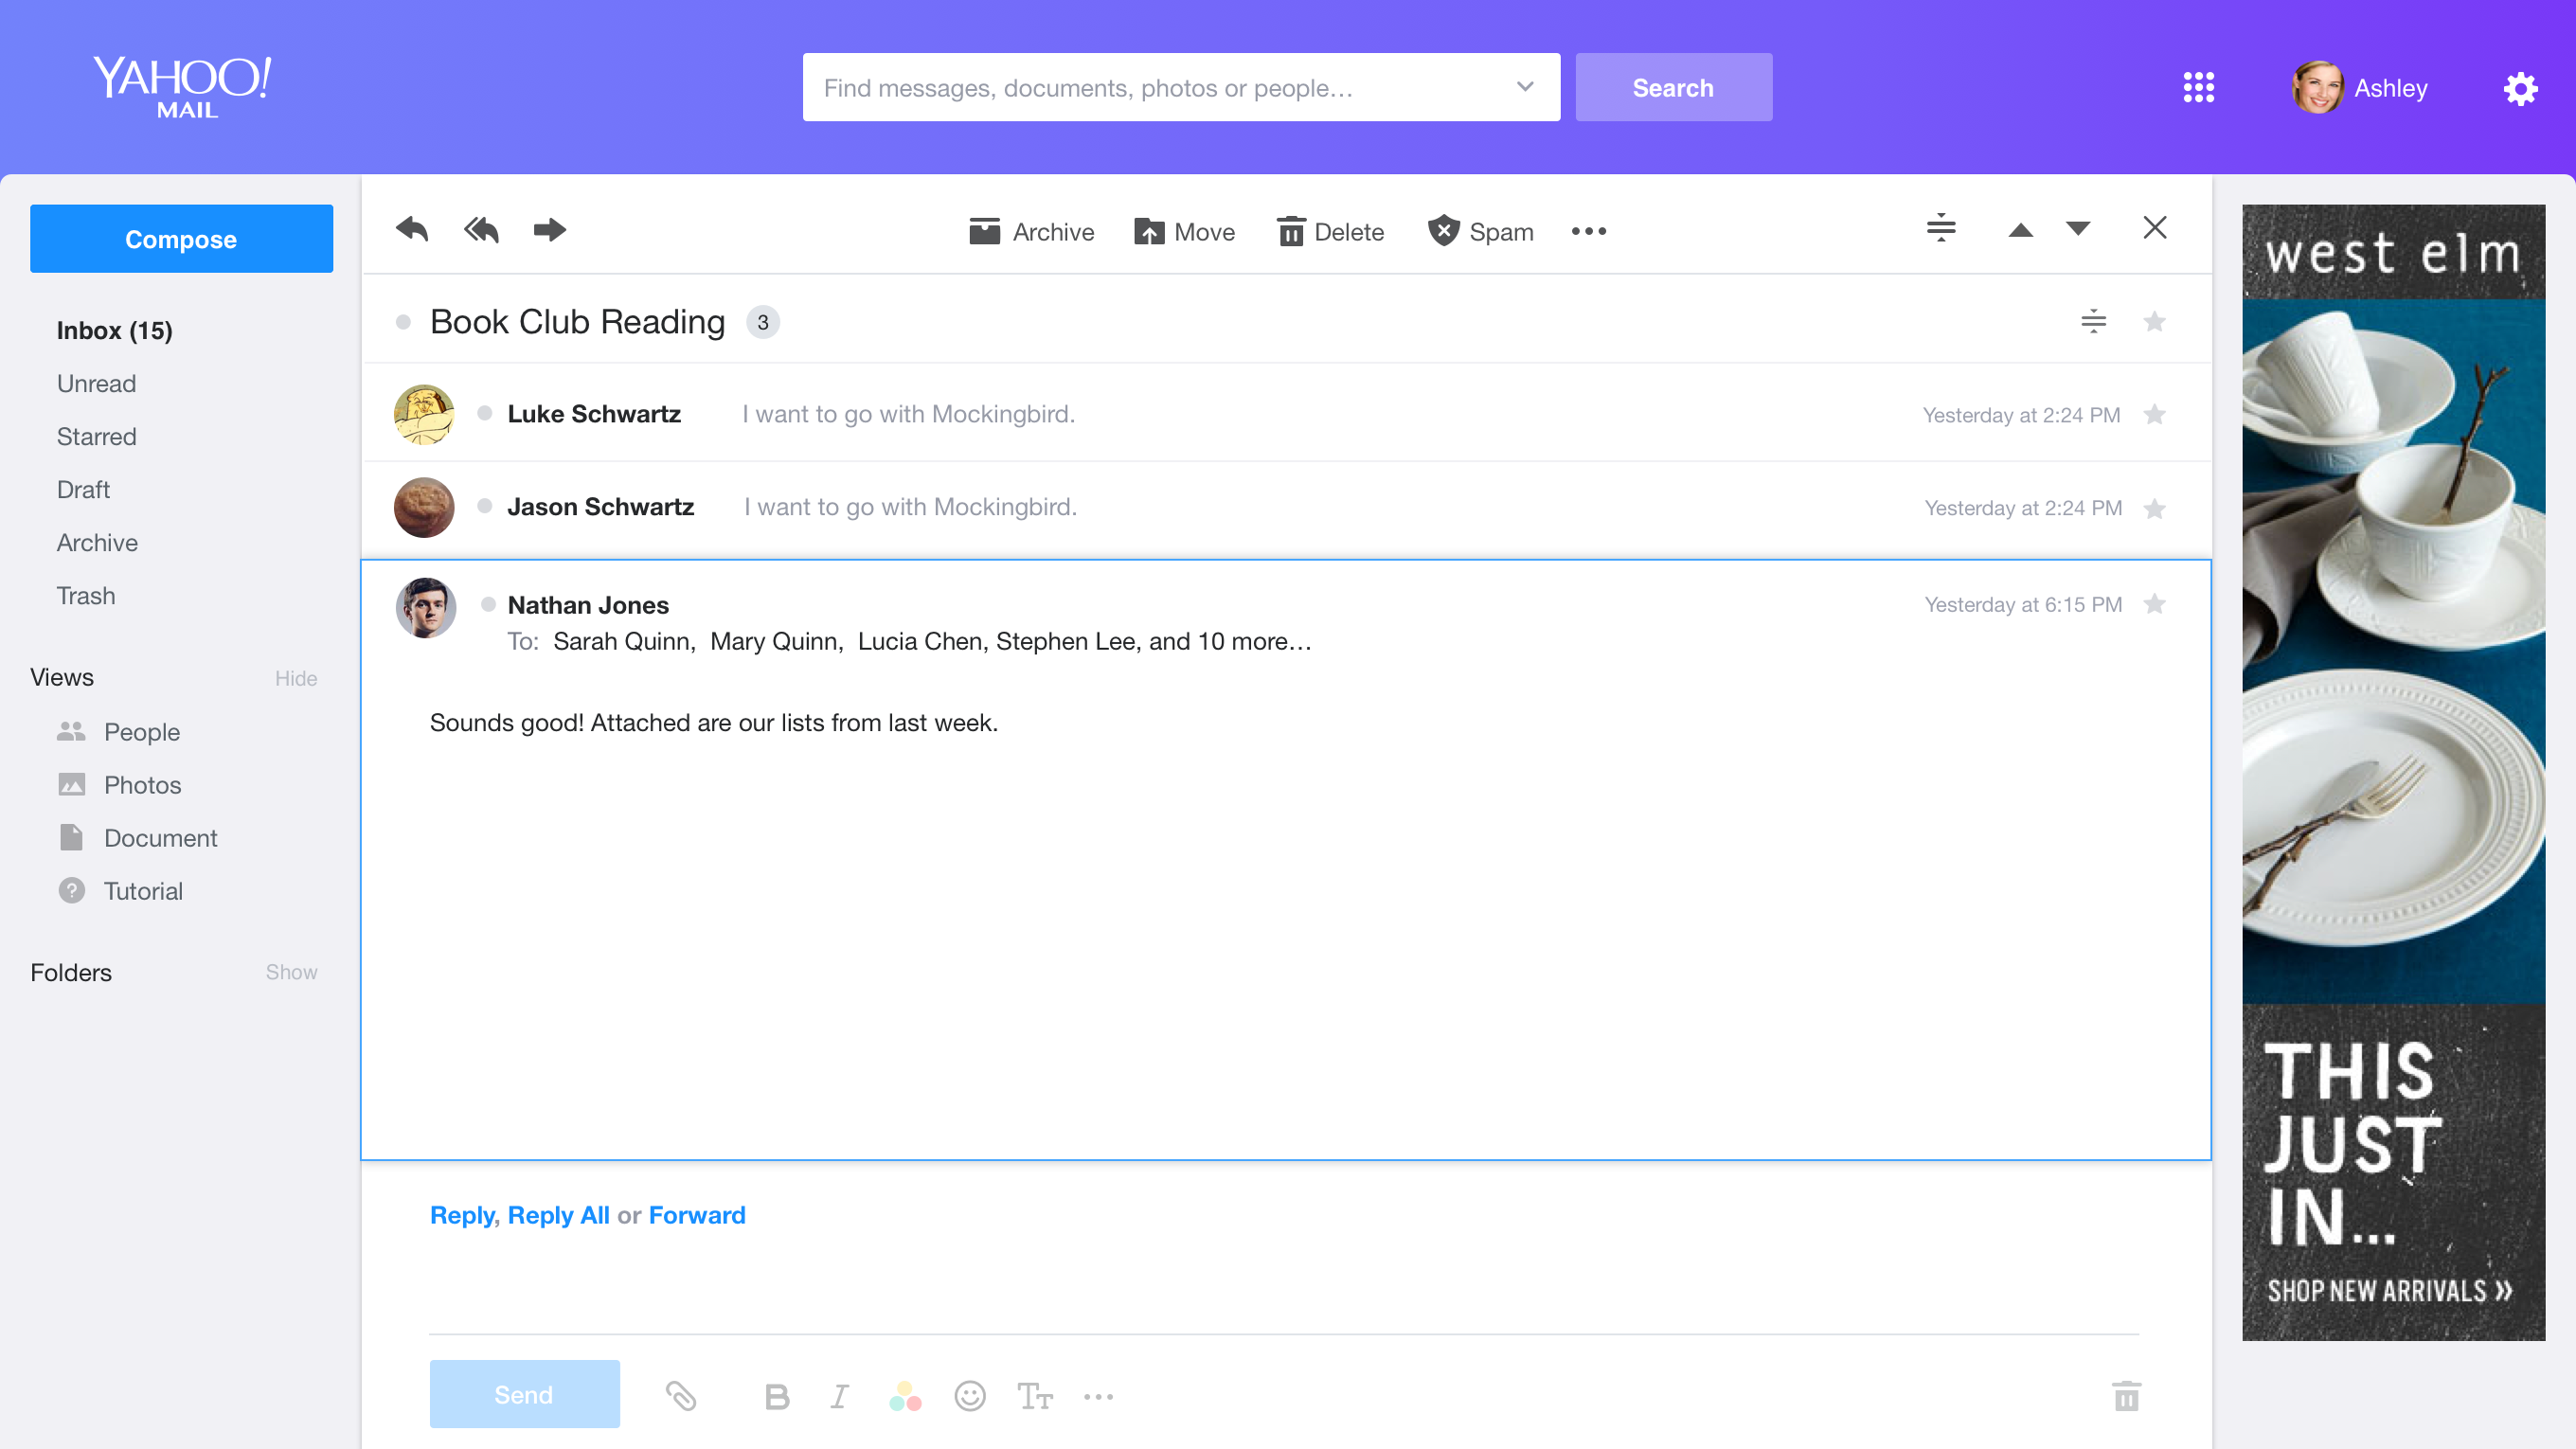 YAHOO!
MAIL
Find messages, documents, photos or people…
Search
Ashley
Compose
Inbox (15)
Unread
Starred
Draft
Archive
Trash
Views Hide
People
Photos
Document
Tutorial
Folders Show
Archive Move Delete Spam
Book Club Reading 3
Luke Schwartz I want to go with Mockingbird. Yesterday at 2:24 PM
Jason Schwartz I want to go with Mockingbird. Yesterday at 2:24 PM
Nathan Jones Yesterday at 6:15 PM
To: Sarah Quinn, Mary Quinn, Lucia Chen, Stephen Lee, and 10 more…
Sounds good! Attached are our lists from last week.
Reply, Reply All or Forward
Send B I TT
west elm
THIS
JUST
IN...
SHOP NEW ARRIVALS »